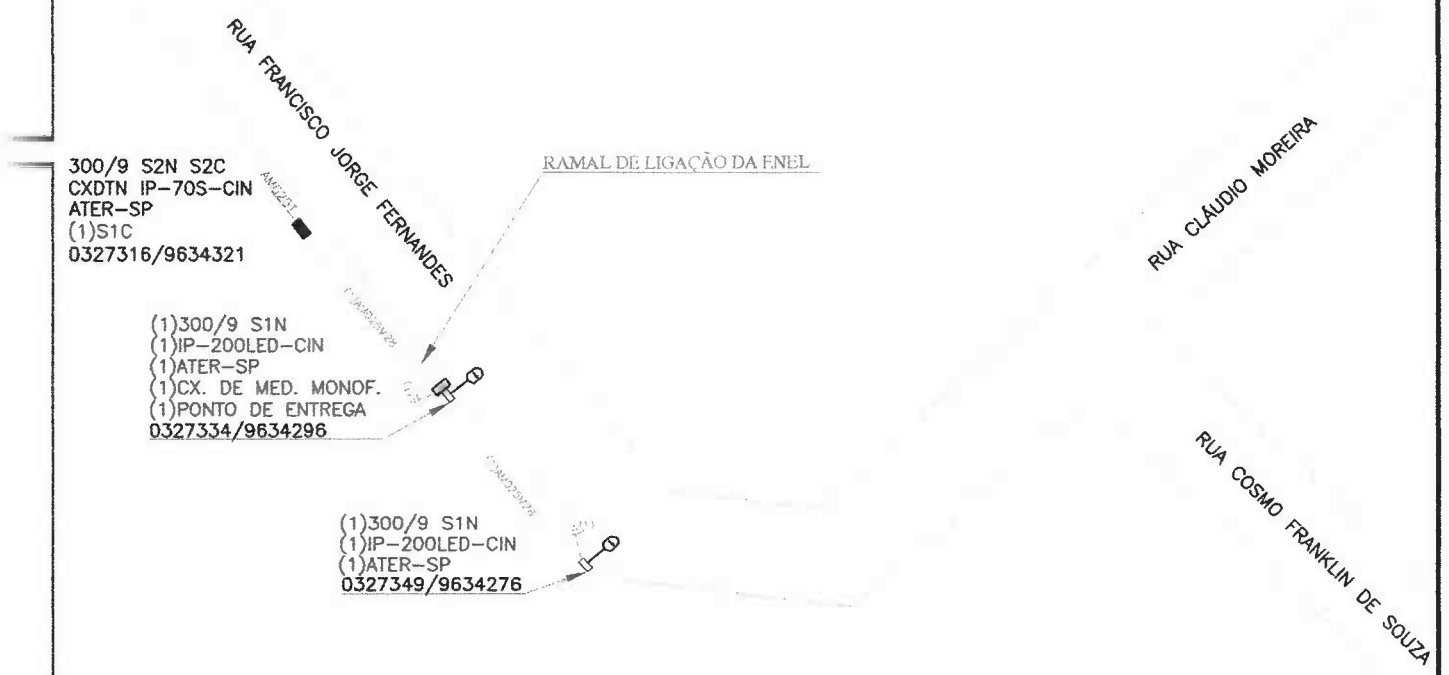 RUA FRANCISCO JORGE FERNANDES
RAMAL DE LIGAÇÃO DA ENEL
RUA CLÁUDIO MOREIRA
300/9 S2N S2C
CXDTN IP-70S-CIN
ATER-SP
(1)S1C
0327316/9634321
(1)300/9 S1N
(1)IP-200LED-CIN
(1)ATER-SP
(1)CX. DE MED. MONOF.
(1)PONTO DE ENTREGA
0327334/9634296
RUA COSMO FRANKLIN DE SOUZA
(1)300/9 S1N
(1)IP-200LED-CIN
(1)ATER-SP
0327349/9634276